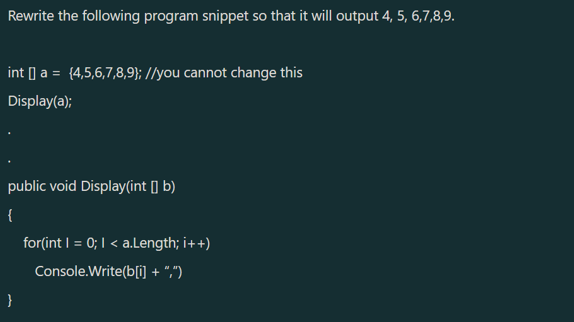 Rewrite the following program snippet so that it will output 4, 5, 6,7,8,9.
int [] a =  {4,5,6,7,8,9}; //you cannot change this
Display(a);
.
.
public void Display(int [] b)
{
for(int I = 0; I < a.Length; i++)
Console.Write(b[i] + “,”)
}